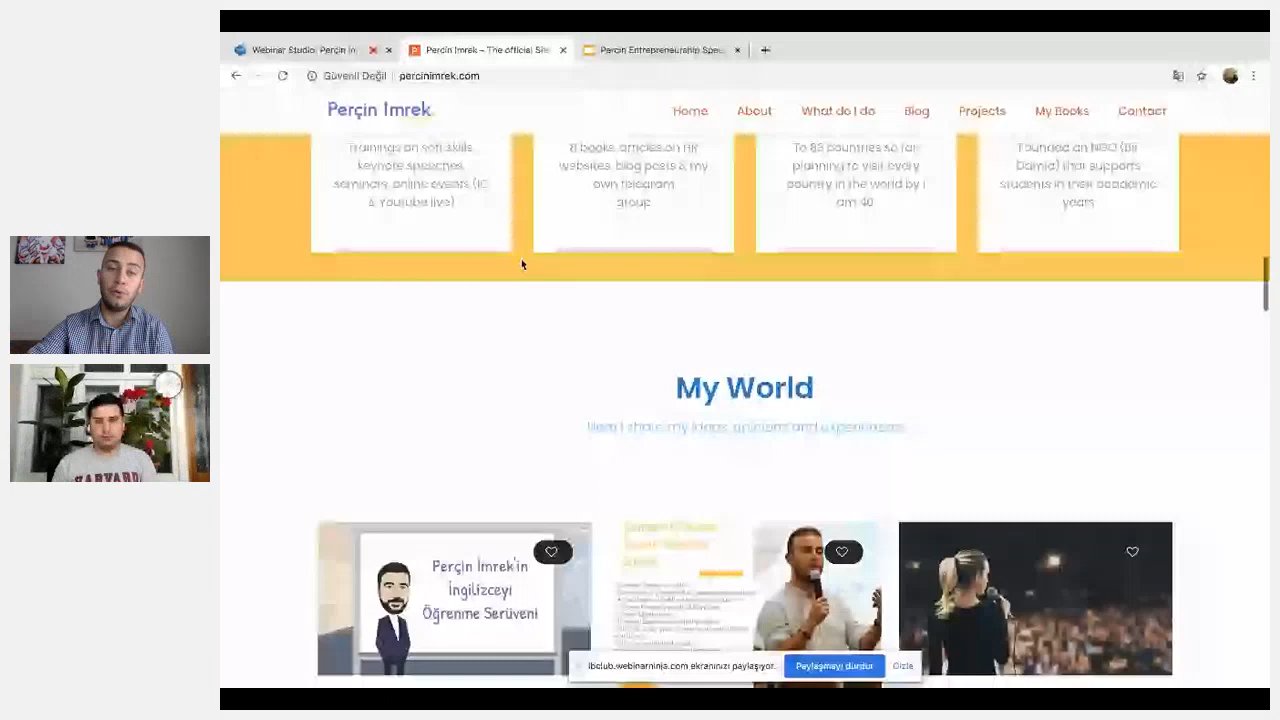 Webinar Studio: Perçin İn
Perçin İmrek – The official Site
Perçin Entrepreneurship Spee
Güvenli Değil
percinimrek.com
Perçin İmrek.
Home
About
What do I do
Blog
Projects
My Books
Contact
Trainings on soft skills,
keynote speeches,
seminars, online events (IG
& Youtube live)
8 books, articles on HR
websites, blog posts & my
own telegram
group
To 85 countries so far,
planning to visit every
country in the world by I
am 40
Founded an NGO (Bir
Damla) that supports
students in their academic
years
My World
Here I share my ideas, opinions and experiences
Perçin İmrek'in
İngilizceyi
Öğrenme Serüveni
HARVARD
lbclub.webinarninja.com ekranınızı paylaşıyor.
Paylaşmayı durdur
Gizle